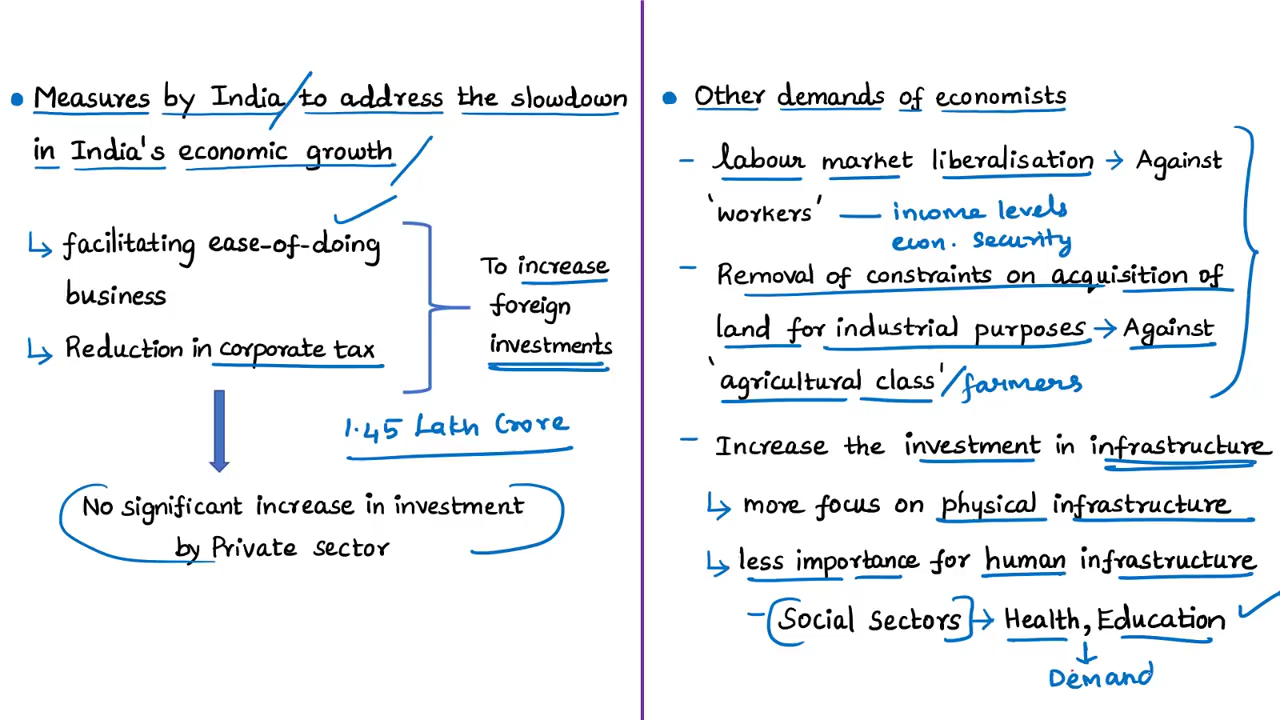 Measures by India to address the slowdown
in India's economic growth
↳ facilitating ease-of-doing
business
↳ Reduction in corporate tax
To increase
foreign
investments
1.45 Lakh Crore
No significant increase in investment
by Private sector
Other demands of economists
- labour market liberalisation → Against
'workers' — income levels
econ. security
- Removal of constraints on acquisition of
land for industrial purposes → Against
'agricultural class' / farmers
- Increase the investment in infrastructure
↳ more focus on physical infrastructure
↳ less importance for human infrastructure
- Social sectors → Health, Education
Demand